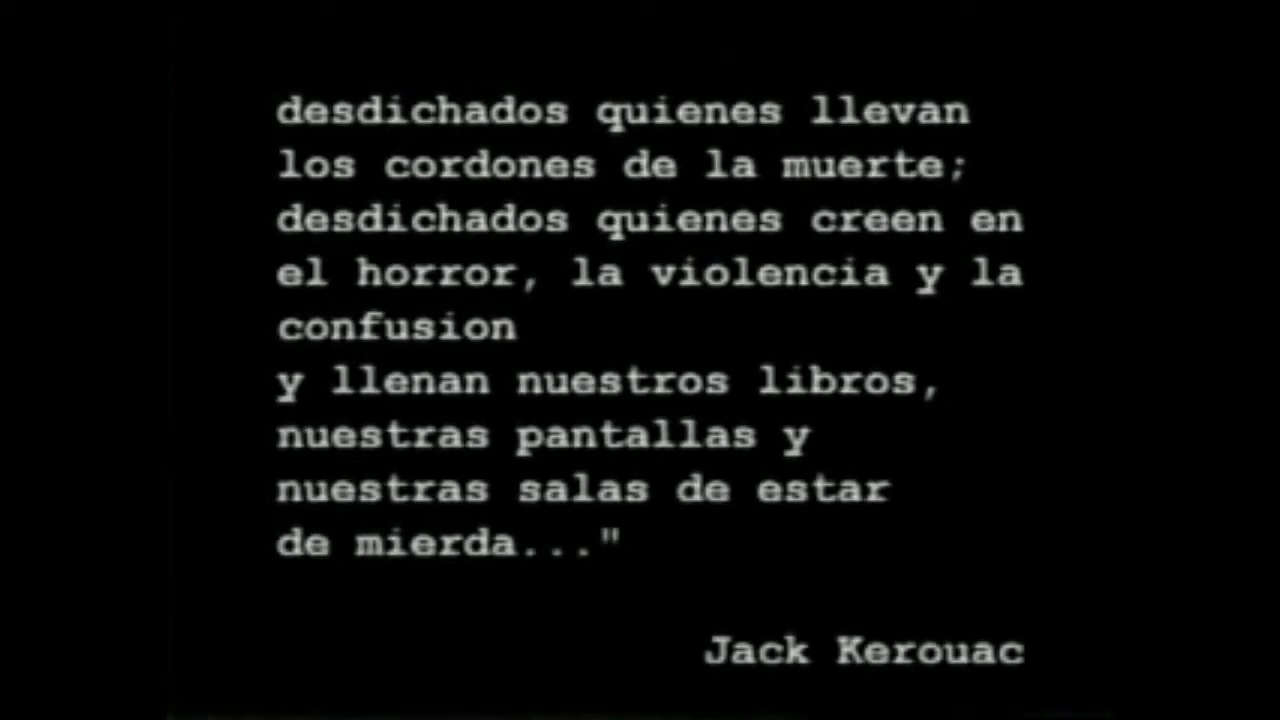 desdichados quienes llevan
los cordones de la muerte;
desdichados quienes creen en
el horror, la violencia y la
confusion
y llenan nuestros libros,
nuestras pantallas y
nuestras salas de estar
de mierda..."
Jack Kerouac